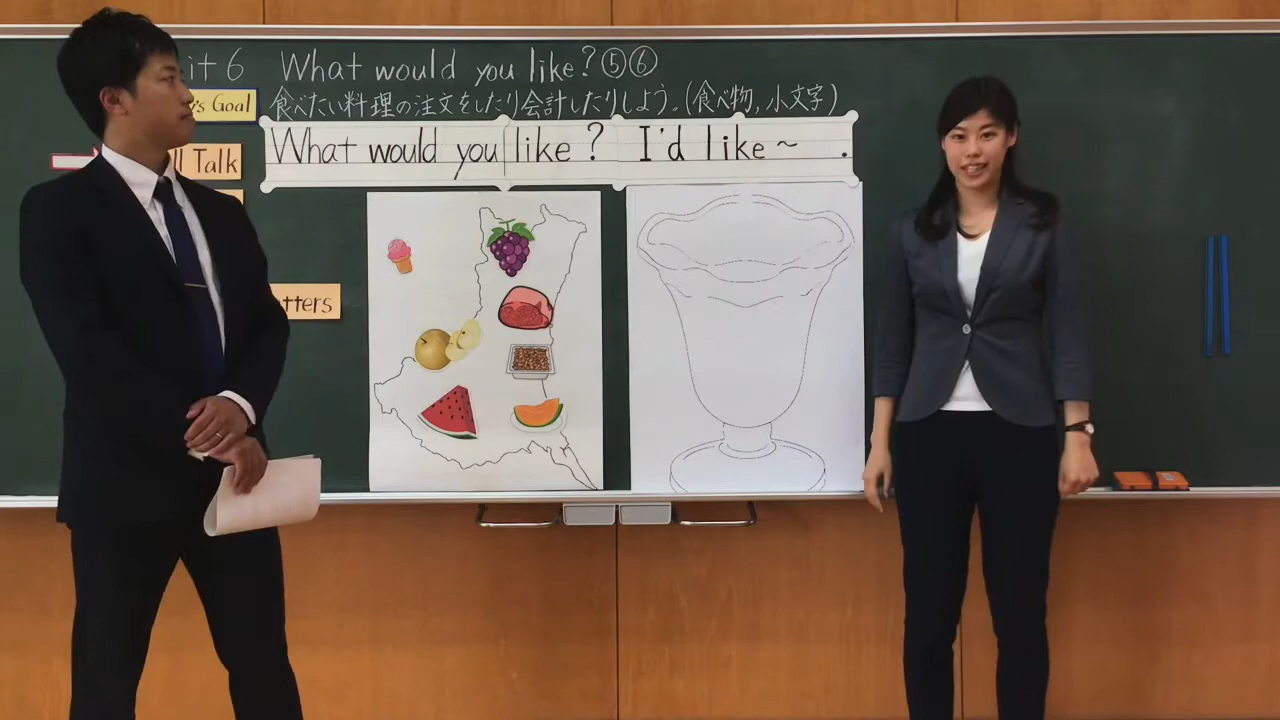 it 6 What would you like?⑤⑥
's Goal 食べたい料理の注文をしたり会計したりしよう。(食べ物,小文字)
What would you like? I'd like~ .
ll Talk
tters